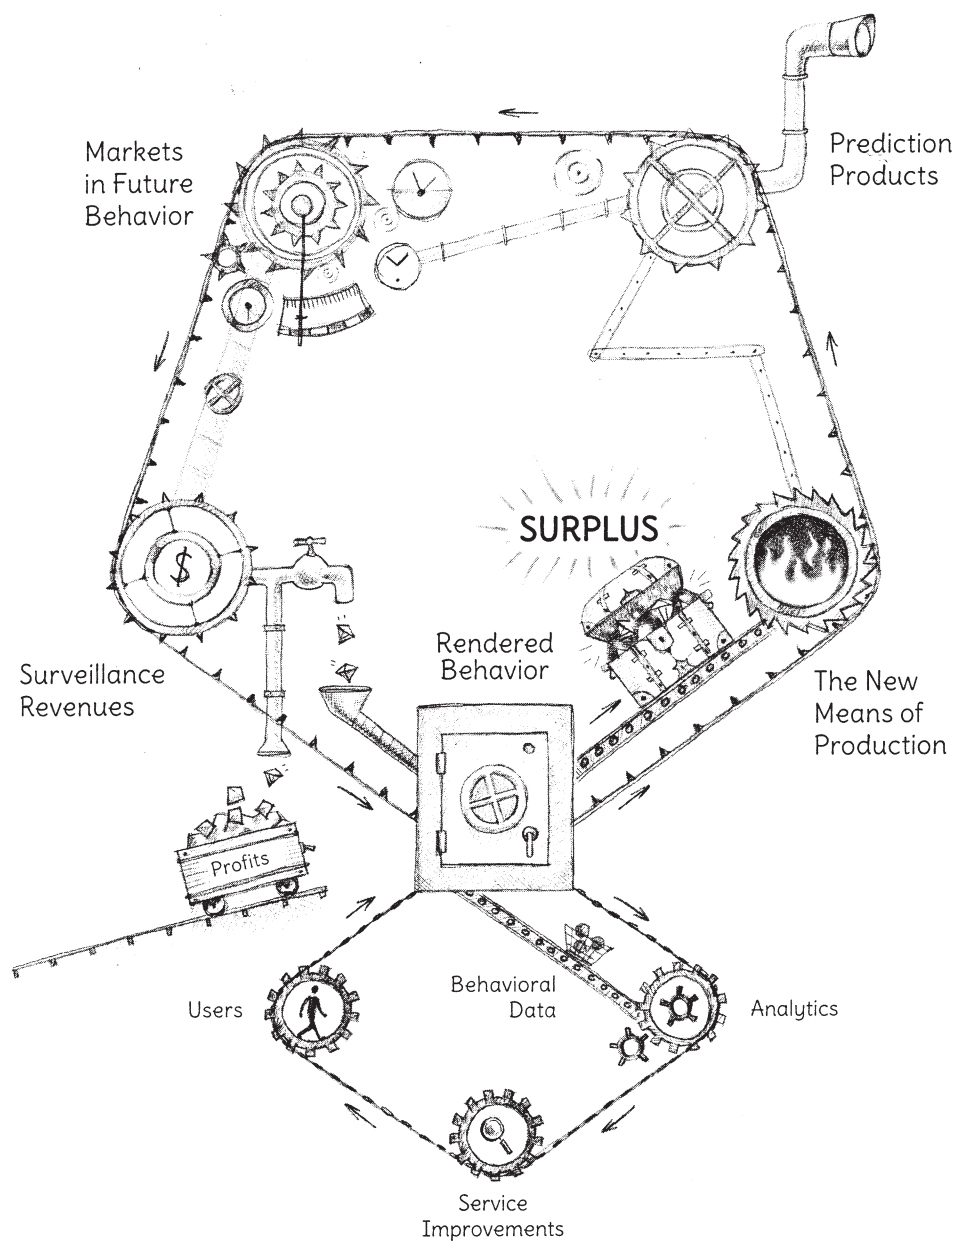 Markets
in Future
Behavior
Prediction
Products
SURPLUS
$
Rendered
Behavior
Surveillance
Revenues
The New
Means of
Production
Profits
Behavioral
Data
Users
Analytics
Service
Improvements